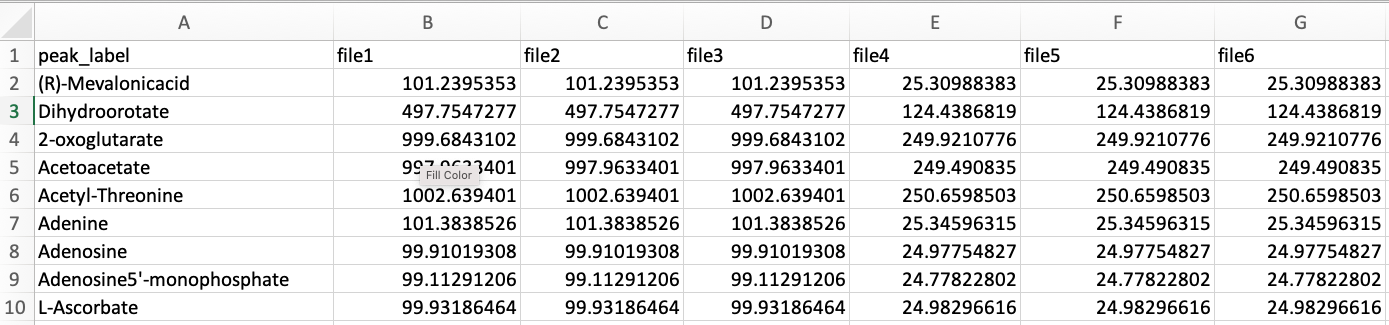 A B C D E F G
1 peak_label file1 file2 file3 file4 file5 file6
2 (R)-Mevalonicacid 101.2395353 101.2395353 101.2395353 25.30988383 25.30988383 25.30988383
3 Dihydroorotate 497.7547277 497.7547277 497.7547277 124.4386819 124.4386819 124.4386819
4 2-oxoglutarate 999.6843102 999.6843102 999.6843102 249.9210776 249.9210776 249.9210776
5 Acetoacetate 997.9633401 997.9633401 997.9633401 249.490835 249.490835 249.490835
Fill Color
6 Acetyl-Threonine 1002.639401 1002.639401 1002.639401 250.6598503 250.6598503 250.6598503
7 Adenine 101.3838526 101.3838526 101.3838526 25.34596315 25.34596315 25.34596315
8 Adenosine 99.91019308 99.91019308 99.91019308 24.97754827 24.97754827 24.97754827
9 Adenosine5'-monophosphate 99.11291206 99.11291206 99.11291206 24.77822802 24.77822802 24.77822802
10 L-Ascorbate 99.93186464 99.93186464 99.93186464 24.98296616 24.98296616 24.98296616